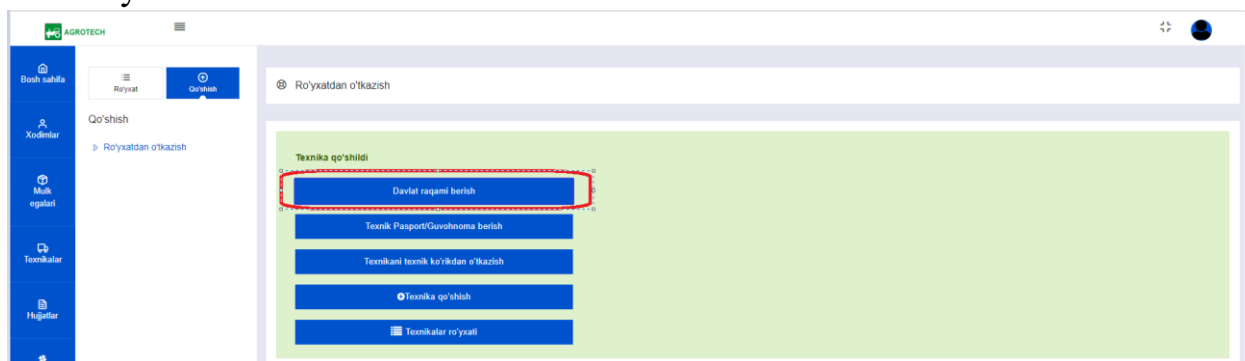 AGROTECH
Bosh sahifa
Xodimlar
Mulk
egalari
Texnikalar
Hujjatlar
Ro'yxat
Qo'shish
Qo'shish
Ro'yxatdan o'tkazish
Ro'yxatdan o'tkazish
Texnika qo'shildi
Davlat raqami berish
Texnik Pasport/Guvohnoma berish
Texnikani texnik ko'rikdan o'tkazish
Texnika qo'shish
Texnikalar ro'yxati